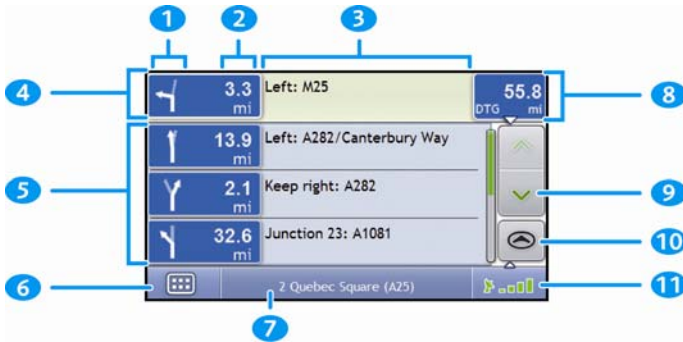 1 2 3
4 3.3 mi Left: M25 55.8 DTG mi 8
13.9 mi Left: A282/Canterbury Way
5 2.1 mi Keep right: A282 9
32.6 mi Junction 23: A1081 10
6 2 Quebec Square (A25) 11
7